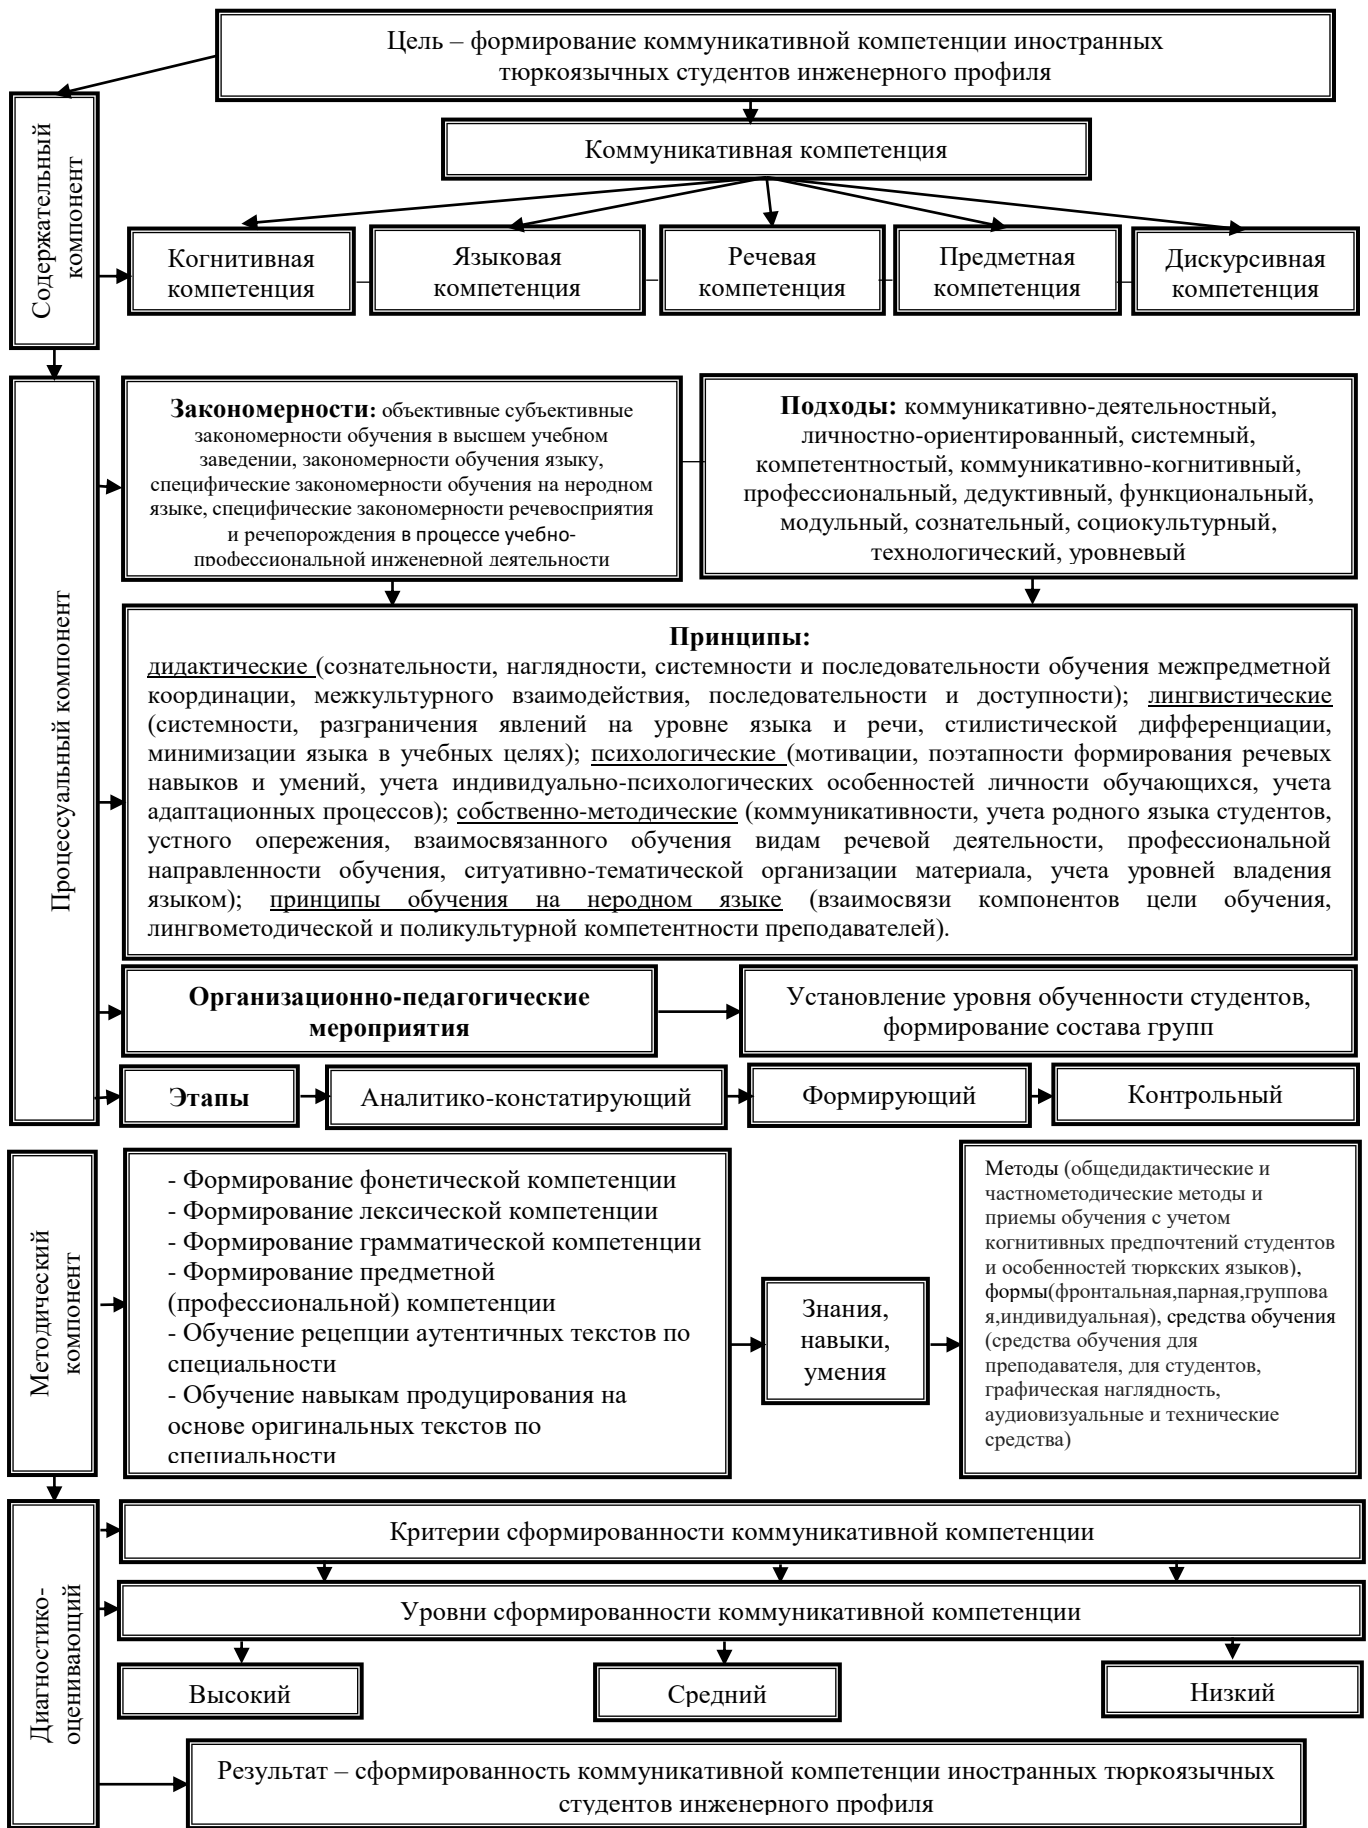 Цель – формирование коммуникативной компетенции иностранных
тюркоязычных студентов инженерного профиля
Содержательный
компонент
Коммуникативная компетенция
Когнитивная
компетенция
Языковая
компетенция
Речевая
компетенция
Предметная
компетенция
Дискурсивная
компетенция
Процессуальный компонент
Закономерности: объективные субъективные
закономерности обучения в высшем учебном
заведении, закономерности обучения языку,
специфические закономерности обучения на неродном
языке, специфические закономерности речевосприятия
и речепорождения в процессе учебно-
профессиональной инженерной деятельности
Подходы: коммуникативно-деятельностный,
личностно-ориентированный, системный,
компетентностый, коммуникативно-когнитивный,
профессиональный, дедуктивный, функциональный,
модульный, сознательный, социокультурный,
технологический, уровневый
Принципы:
дидактические (сознательности, наглядности, системности и последовательности обучения межпредметной
координации, межкультурного взаимодействия, последовательности и доступности); лингвистические
(системности, разграничения явлений на уровне языка и речи, стилистической дифференциации,
минимизации языка в учебных целях); психологические (мотивации, поэтапности формирования речевых
навыков и умений, учета индивидуально-психологических особенностей личности обучающихся, учета
адаптационных процессов); собственно-методические (коммуникативности, учета родного языка студентов,
устного опережения, взаимосвязанного обучения видам речевой деятельности, профессиональной
направленности обучения, ситуативно-тематической организации материала, учета уровней владения
языком); принципы обучения на неродном языке (взаимосвязи компонентов цели обучения,
лингвометодической и поликультурной компетентности преподавателей).
Организационно-педагогические
мероприятия
Установление уровня обученности студентов,
формирование состава групп
Этапы
Аналитико-констатирующий
Формирующий
Контрольный
Методический
компонент
- Формирование фонетической компетенции
- Формирование лексической компетенции
- Формирование грамматической компетенции
- Формирование предметной
(профессиональной) компетенции
- Обучение рецепции аутентичных текстов по
специальности
- Обучение навыкам продуцирования на
основе оригинальных текстов по
специальности
Знания,
навыки,
умения
Методы (общедидактические и
частнометодические методы и
приемы обучения с учетом
когнитивных предпочтений студентов
и особенностей тюркских языков),
формы(фронтальная,парная,группова
я,индивидуальная), средства обучения
(средства обучения для
преподавателя, для студентов,
графическая наглядность,
аудиовизуальные и технические
средства)
Диагностико-
оценивающий
Критерии сформированности коммуникативной компетенции
Уровни сформированности коммуникативной компетенции
Высокий
Средний
Низкий
Результат – сформированность коммуникативной компетенции иностранных тюркоязычных
студентов инженерного профиля